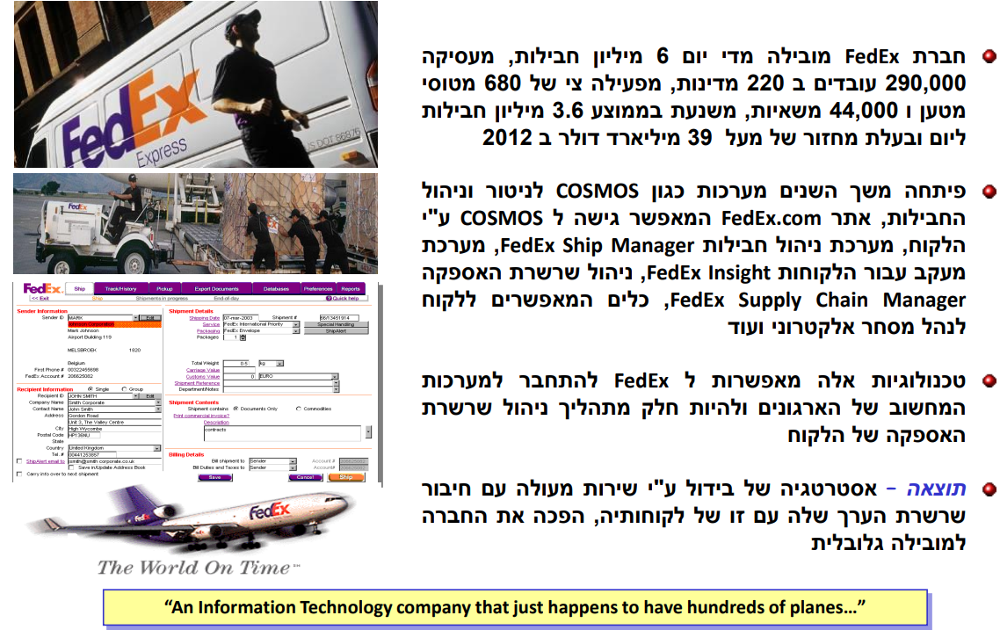 חברת FedEx מובילה מדי יום 6 מיליון חבילות, מעסיקה
290,000 עובדים ב 220 מדינות, מפעילה צי של 680 מטוסי
מטען ו 44,000 משאיות, משנעת בממוצע 3.6 מיליון חבילות
ליום ובעלת מחזור של מעל 39 מיליארד דולר ב 2012
פיתחה משך השנים מערכות כגון COSMOS לניטור וניהול
החבילות, אתר FedEx.com המאפשר גישה ל COSMOS ע"י
הלקוח, מערכת ניהול חבילות FedEx Ship Manager, מערכת
מעקב עבור הלקוחות FedEx Insight, ניהול שרשרת האספקה
FedEx Supply Chain Manager, כלים המאפשרים ללקוח
לנהל מסחר אלקטרוני ועוד
טכנולוגיות אלה מאפשרות ל FedEx להתחבר למערכות
המחשוב של הארגונים ולהיות חלק מתהליך ניהול שרשרת
האספקה של הלקוח
תוצאה – אסטרטגיה של בידול ע"י שירות מעולה עם חיבור
שרשרת הערך שלה עם זו של לקוחותיה, הפכה את החברה
למובילה גלובלית
FedEx
Express
US DOT 86876
FedEx
FedEx Ship Track/History Pickup Export Documents Databases Preferences Reports
<< Exit Ship Shipments in progress End-of-day Quick help
Sender Information
Sender ID MARK Edit
Johnson Corporation
Mark Johnson
Airport Building 119
MELSBROEK 1820
Belgium
First Phone # 00322455698
FedEx Account # 206625082
Recipient Information Single Group
Recipient ID JOHN SMITH Edit
Company Name Smith Corporate
Contact Name John Smith
Address Gordon Road
Unit 3, The Valley Centre
City High Wycombe
Postal Code HP136NU
State
Country United Kingdom
Tel. # 00441263857
ShipAlert email to jsmith@smith.corporate.co.uk
Save in/Update Address Book
Carry info over to next shipment
Shipment Details
Shipping Date 07-mar-2003 Shipment # 66/13451914
Service FedEx International Priority Special Handling
Packaging FedEx Envelope ShipAlert
Packages 1
Total Weight 0.5 kg
Carriage Value
Customs Value 0 EURO
Shipment Reference
Department/Notes
Shipment Contents
Shipment contains Documents Only Commodities
Print commercial invoice?
Description
contracts
Billing Details
Bill shipment to Sender Account #
Bill Duties and Taxes to Sender Account#
Save Cancel Ship
FedEx
The World On Time
“An Information Technology company that just happens to have hundreds of planes…”